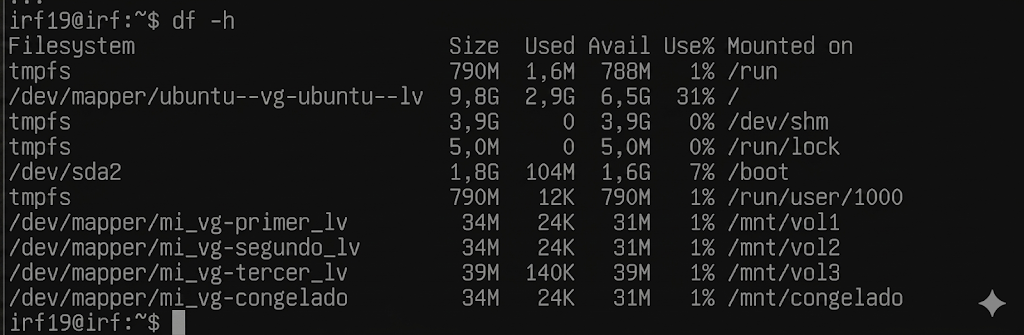 irf19@irf:~$ df -h
Filesystem Size Used Avail Use% Mounted on
tmpfs 790M 1,6M 788M 1% /run
/dev/mapper/ubuntu--vg-ubuntu--lv 9,8G 2,9G 6,5G 31% /
tmpfs 3,9G 0 3,9G 0% /dev/shm
tmpfs 5,0M 0 5,0M 0% /run/lock
/dev/sda2 1,8G 104M 1,6G 7% /boot
tmpfs 790M 12K 790M 1% /run/user/1000
/dev/mapper/mi_vg-primer_lv 34M 24K 31M 1% /mnt/vol1
/dev/mapper/mi_vg-segundo_lv 34M 24K 31M 1% /mnt/vol2
/dev/mapper/mi_vg-tercer_lv 39M 140K 39M 1% /mnt/vol3
/dev/mapper/mi_vg-congelado 34M 24K 31M 1% /mnt/congelado
irf19@irf:~$